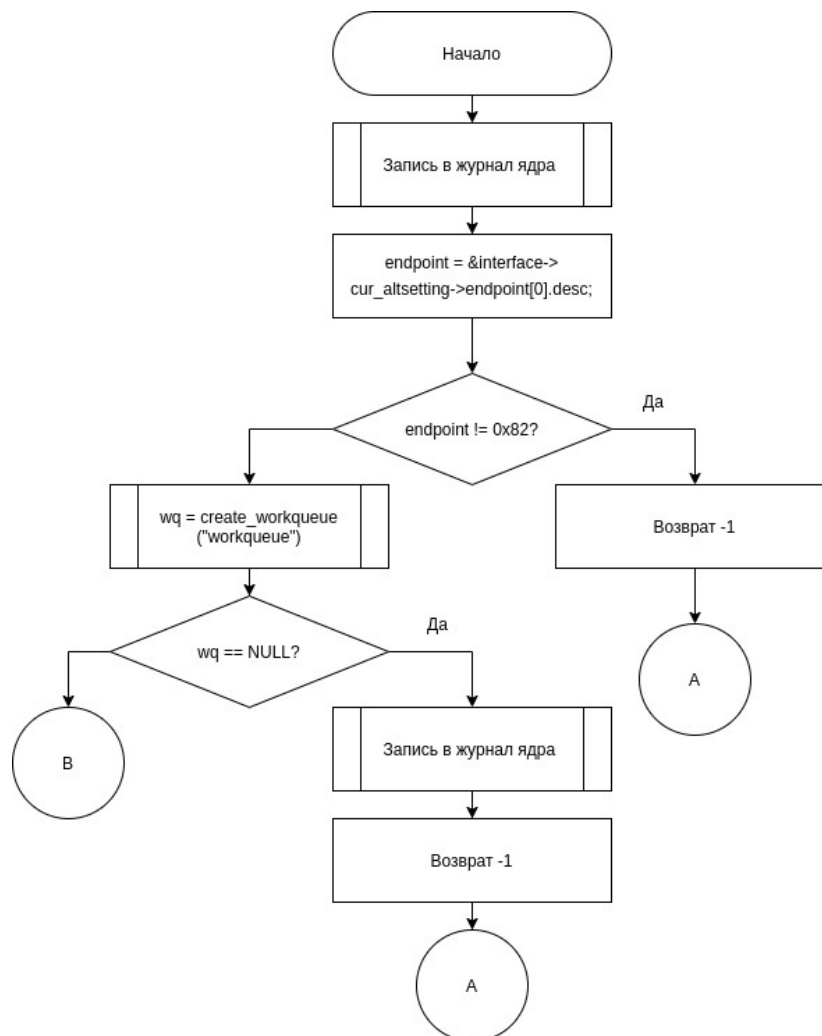 Начало
Запись в журнал ядра
endpoint = &interface->
cur_altsetting->endpoint[0].desc;
endpoint != 0x82?
Да
wq = create_workqueue
("workqueue")
Возврат -1
wq == NULL?
Да
A
B
Запись в журнал ядра
Возврат -1
A